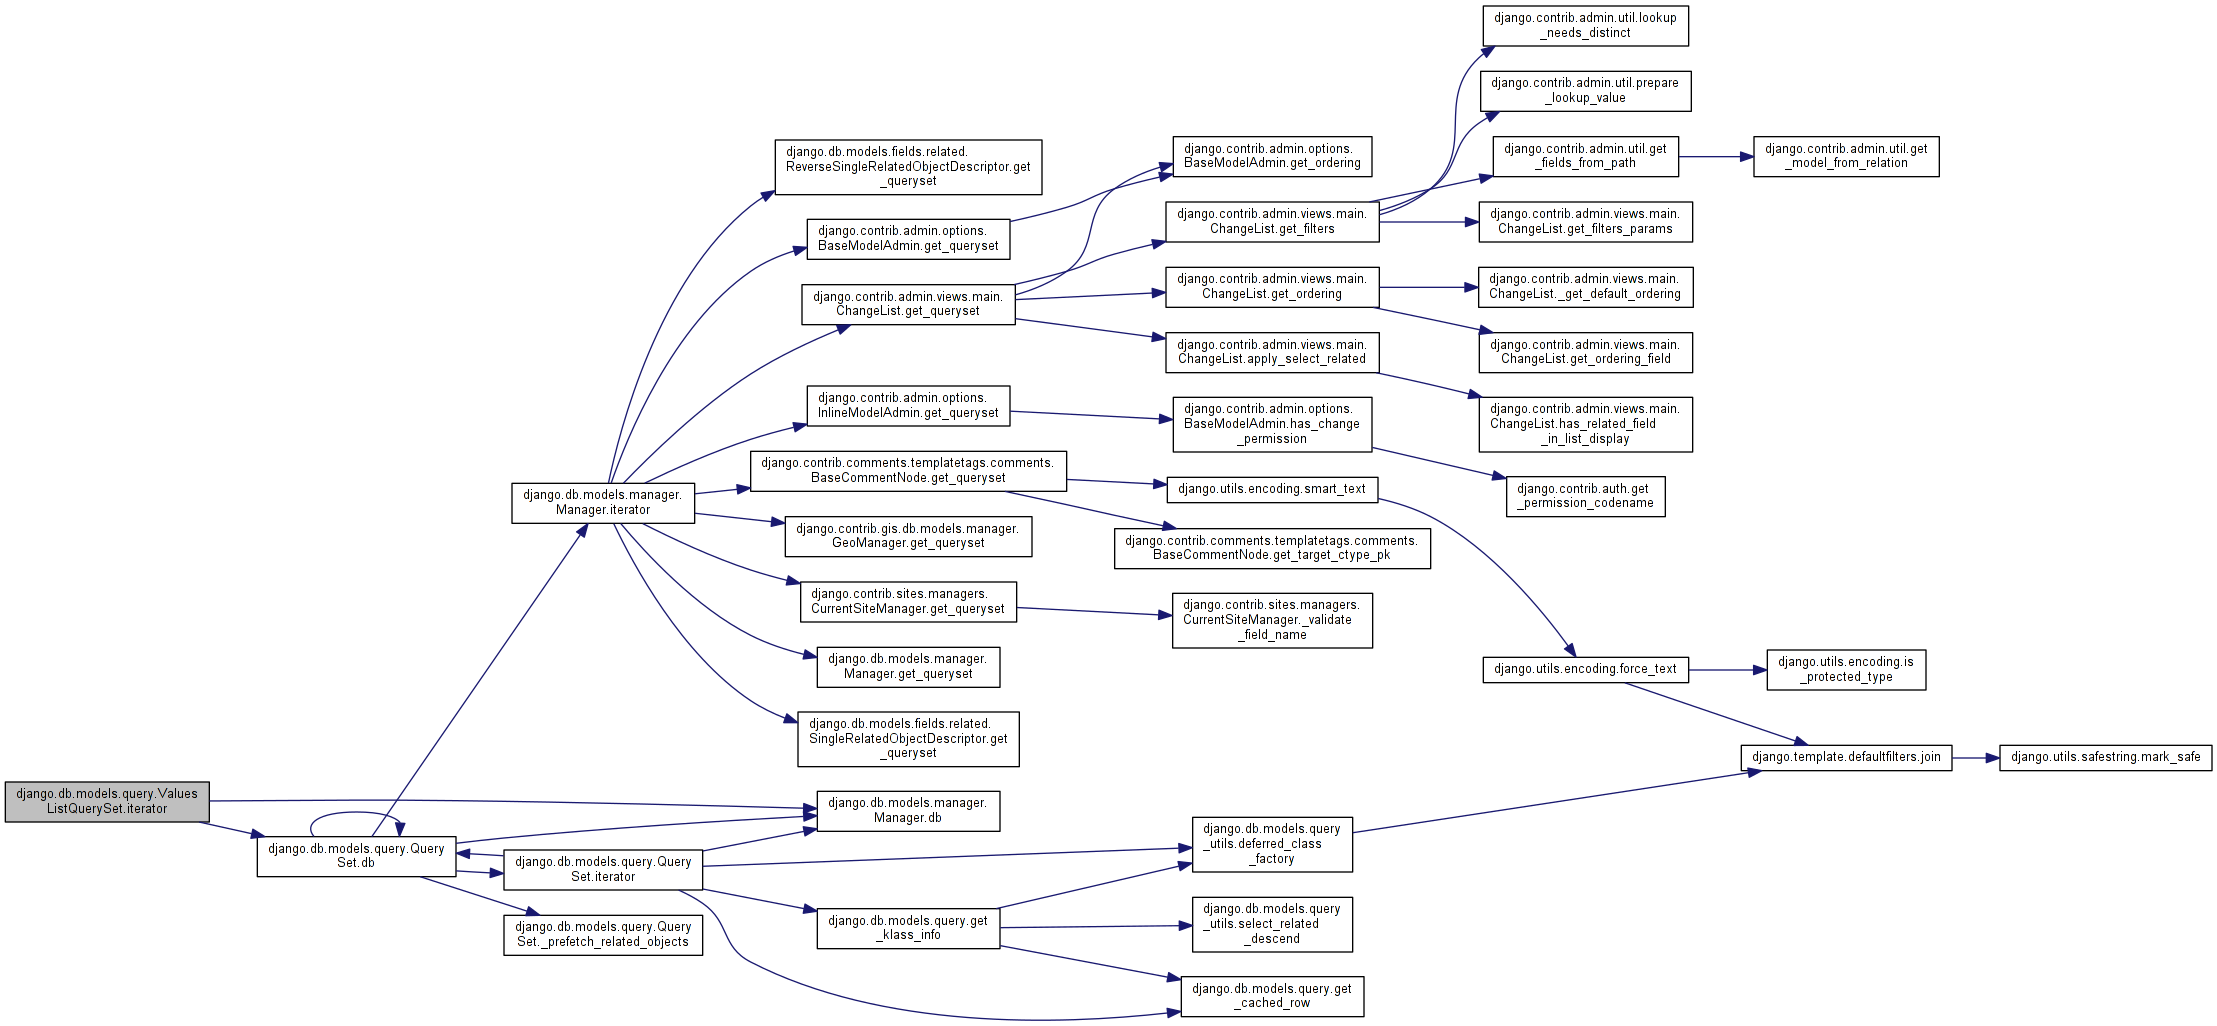 django.contrib.admin.util.lookup
_needs_distinct
django.contrib.admin.util.prepare
_lookup_value
django.db.models.fields.related.
ReverseSingleRelatedObjectDescriptor.get
_queryset
django.contrib.admin.options.
BaseModelAdmin.get_ordering
django.contrib.admin.util.get
_fields_from_path
django.contrib.admin.util.get
_model_from_relation
django.contrib.admin.options.
BaseModelAdmin.get_queryset
django.contrib.admin.views.main.
ChangeList.get_filters
django.contrib.admin.views.main.
ChangeList.get_filters_params
django.contrib.admin.views.main.
ChangeList.get_queryset
django.contrib.admin.views.main.
ChangeList.get_ordering
django.contrib.admin.views.main.
ChangeList._get_default_ordering
django.contrib.admin.views.main.
ChangeList.apply_select_related
django.contrib.admin.views.main.
ChangeList.get_ordering_field
django.contrib.admin.options.
InlineModelAdmin.get_queryset
django.contrib.admin.options.
BaseModelAdmin.has_change
_permission
django.contrib.admin.views.main.
ChangeList.has_related_field
_in_list_display
django.contrib.comments.templatetags.comments.
BaseCommentNode.get_queryset
django.utils.encoding.smart_text
django.contrib.auth.get
_permission_codename
django.db.models.manager.
Manager.iterator
django.contrib.gis.db.models.manager.
GeoManager.get_queryset
django.contrib.comments.templatetags.comments.
BaseCommentNode.get_target_ctype_pk
django.contrib.sites.managers.
CurrentSiteManager.get_queryset
django.contrib.sites.managers.
CurrentSiteManager._validate
_field_name
django.db.models.manager.
Manager.get_queryset
django.utils.encoding.force_text
django.utils.encoding.is
_protected_type
django.db.models.fields.related.
SingleRelatedObjectDescriptor.get
_queryset
django.template.defaultfilters.join
django.utils.safestring.mark_safe
django.db.models.query.Values
ListQuerySet.iterator
django.db.models.manager.
Manager.db
django.db.models.query.Query
Set.db
django.db.models.query.Query
Set.iterator
django.db.models.query
_utils.deferred_class
_factory
django.db.models.query.Query
Set._prefetch_related_objects
django.db.models.query.get
_klass_info
django.db.models.query
_utils.select_related
_descend
django.db.models.query.get
_cached_row